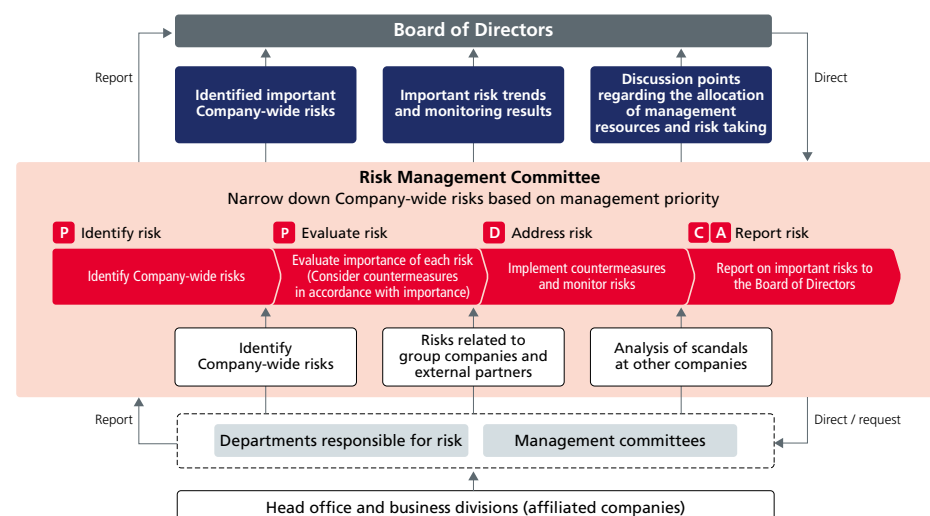 Board of Directors
Report
Direct
Identified important
Company-wide risks
Important risk trends
and monitoring results
Discussion points
regarding the allocation
of management
resources and risk taking
Risk Management Committee
Narrow down Company-wide risks based on management priority
P Identify risk
P Evaluate risk
D Address risk
C A Report risk
Identify Company-wide risks
Evaluate importance of each risk
(Consider countermeasures
in accordance with importance)
Implement countermeasures
and monitor risks
Report on important risks to
the Board of Directors
Identify
Company-wide risks
Risks related to
group companies and
external partners
Analysis of scandals
at other companies
Report
Direct / request
Departments responsible for risk
Management committees
Head office and business divisions (affiliated companies)